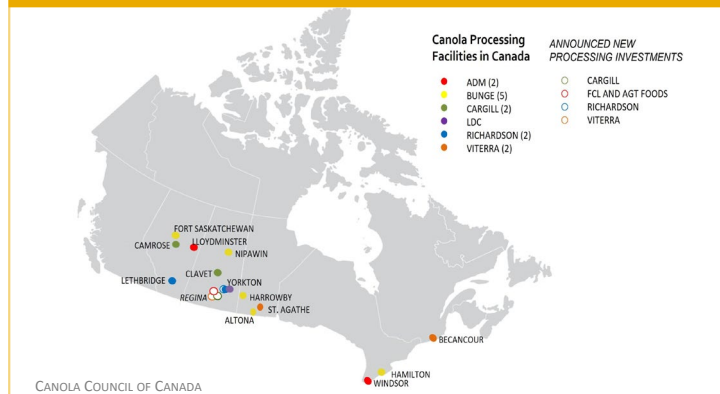 Canola Processing
Facilities in Canada
ADM (2)
BUNGE (5)
CARGILL (2)
LDC
RICHARDSON (2)
VITERRA (2)
ANNOUNCED NEW
PROCESSING INVESTMENTS
CARGILL
FCL AND AGT FOODS
RICHARDSON
VITERRA
FORT SASKATCHEWAN
CAMROSE
LLOYDMINSTER
NIPAWIN
CLAVET
LETHBRIDGE
YORKTON
REGINA
HARROWBY
ST. AGATHE
ALTONA
BECANCOUR
HAMILTON
WINDSOR
CANOLA COUNCIL OF CANADA